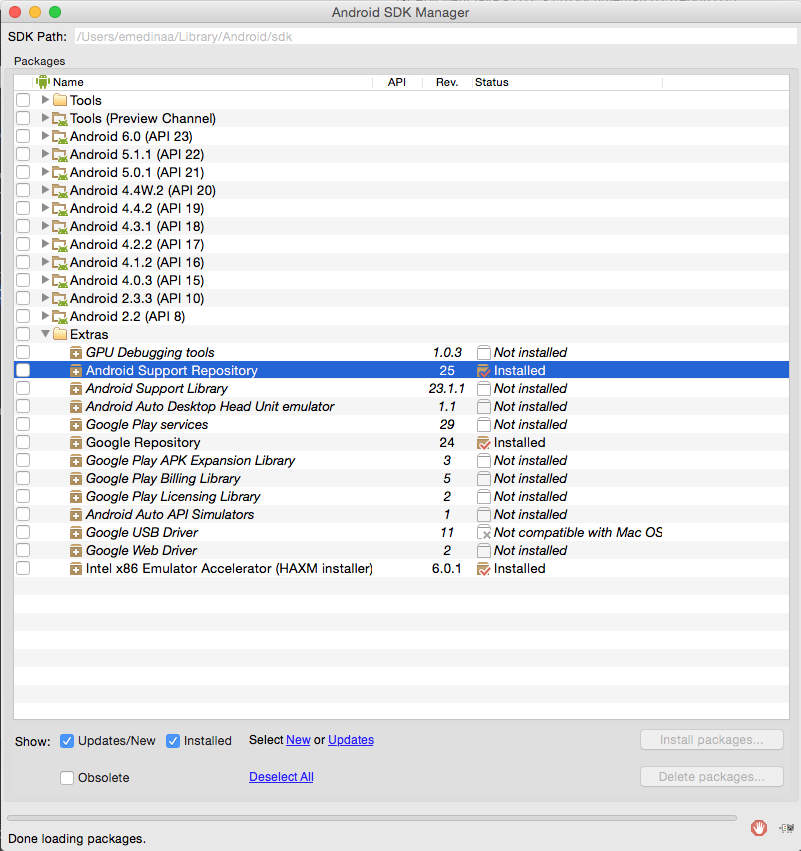 Android SDK Manager
SDK Path: /Users/emedinaa/Library/Android/sdk
Packages
Name API Rev. Status
Tools
Tools (Preview Channel)
Android 6.0 (API 23)
Android 5.1.1 (API 22)
Android 5.0.1 (API 21)
Android 4.4W.2 (API 20)
Android 4.4.2 (API 19)
Android 4.3.1 (API 18)
Android 4.2.2 (API 17)
Android 4.1.2 (API 16)
Android 4.0.3 (API 15)
Android 2.3.3 (API 10)
Android 2.2 (API 8)
Extras
GPU Debugging tools 1.0.3 Not installed
Android Support Repository 25 Installed
Android Support Library 23.1.1 Not installed
Android Auto Desktop Head Unit emulator 1.1 Not installed
Google Play services 29 Not installed
Google Repository 24 Installed
Google Play APK Expansion Library 3 Not installed
Google Play Billing Library 5 Not installed
Google Play Licensing Library 2 Not installed
Android Auto API Simulators 1 Not installed
Google USB Driver 11 Not compatible with Mac OS
Google Web Driver 2 Not installed
Intel x86 Emulator Accelerator (HAXM installer) 6.0.1 Installed
Show: Updates/New Installed Select New or Updates Install packages...
Obsolete Deselect All Delete packages...
Done loading packages.